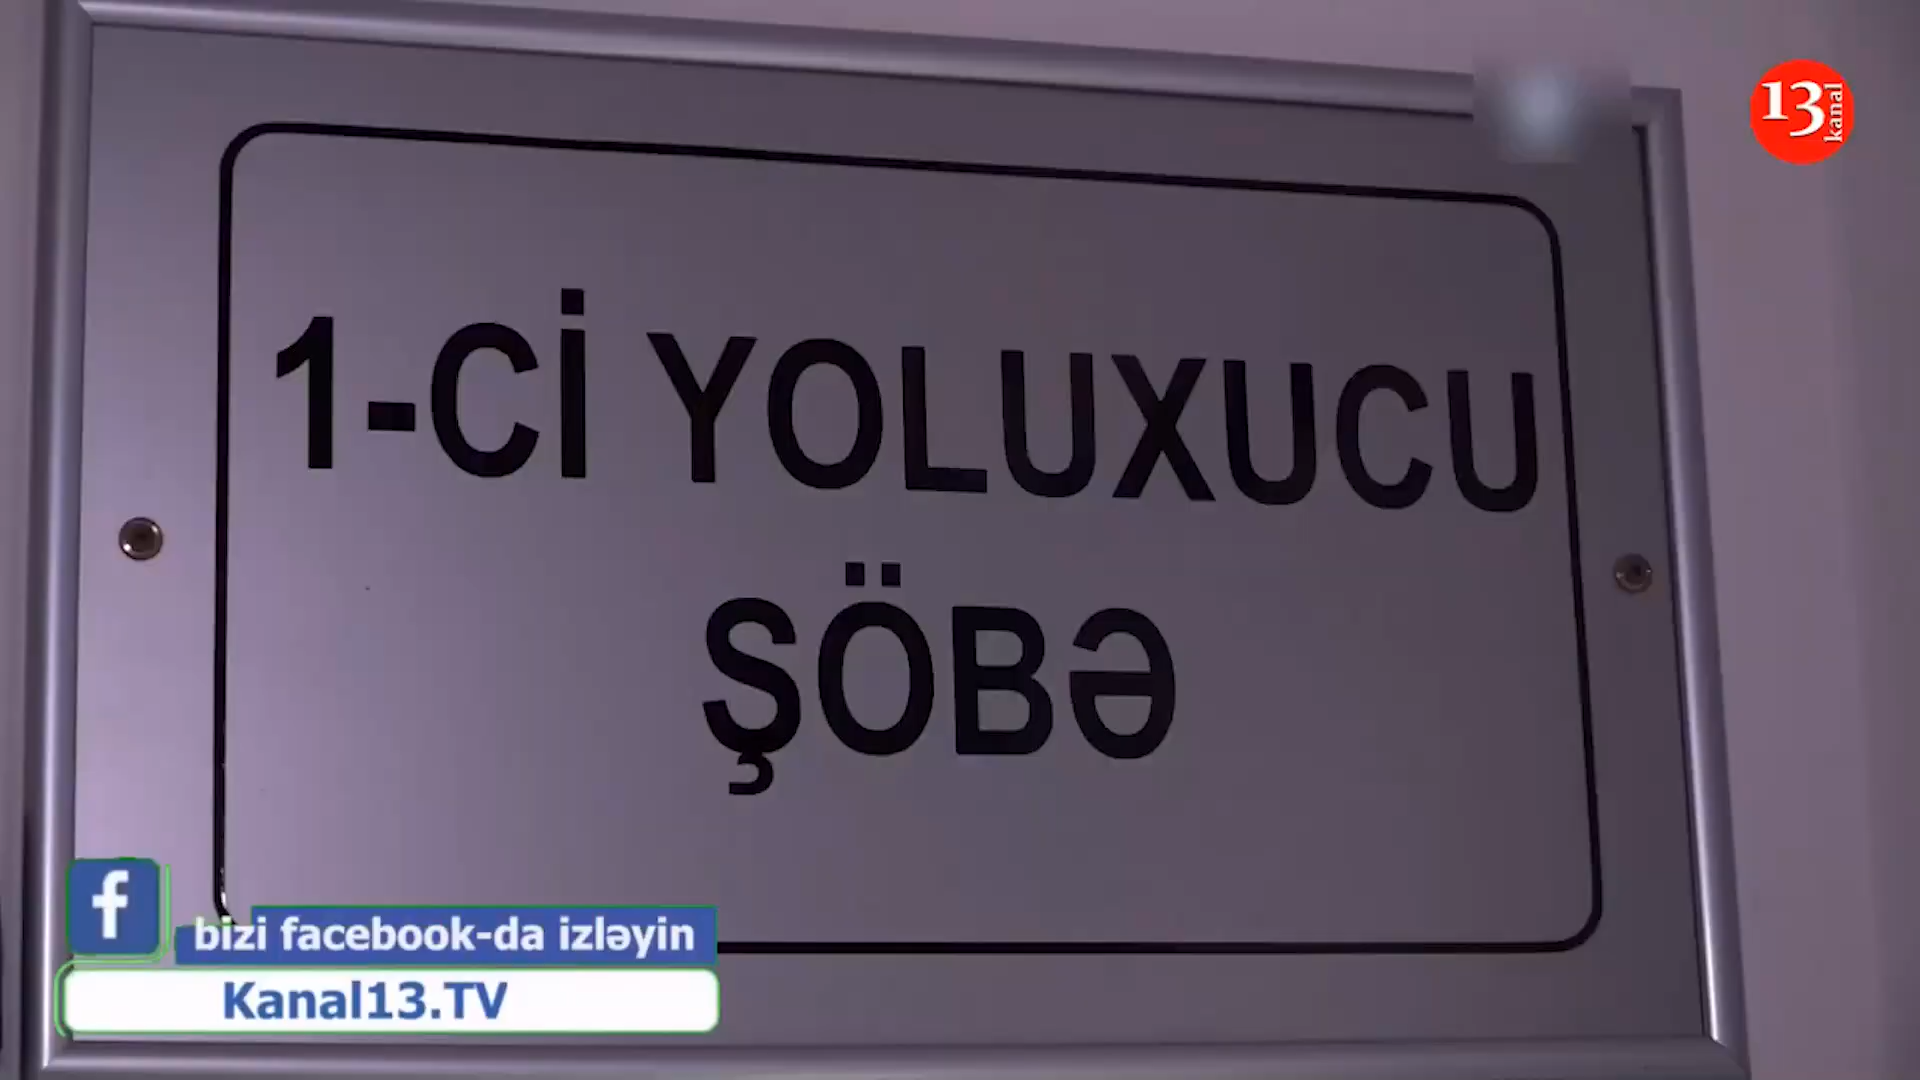 13 kanal
1-Cİ YOLUXUCU
ŞÖBƏ
bizi facebook-da izləyin
Kanal13.TV